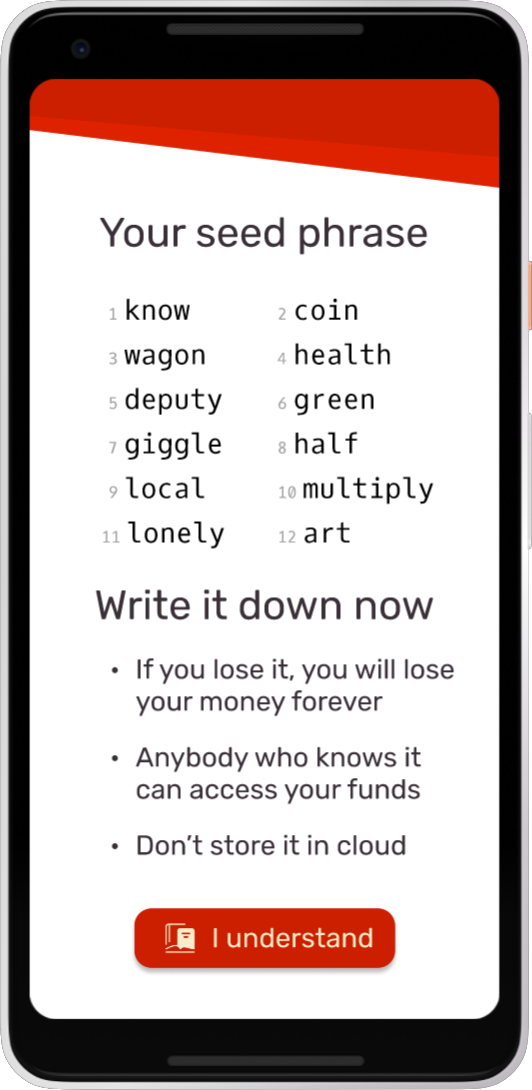 Your seed phrase
1 know 2 coin
3 wagon 4 health
5 deputy 6 green
7 giggle 8 half
9 local 10 multiply
11 lonely 12 art
Write it down now
• If you lose it, you will lose
your money forever
• Anybody who knows it
can access your funds
• Don’t store it in cloud
I understand